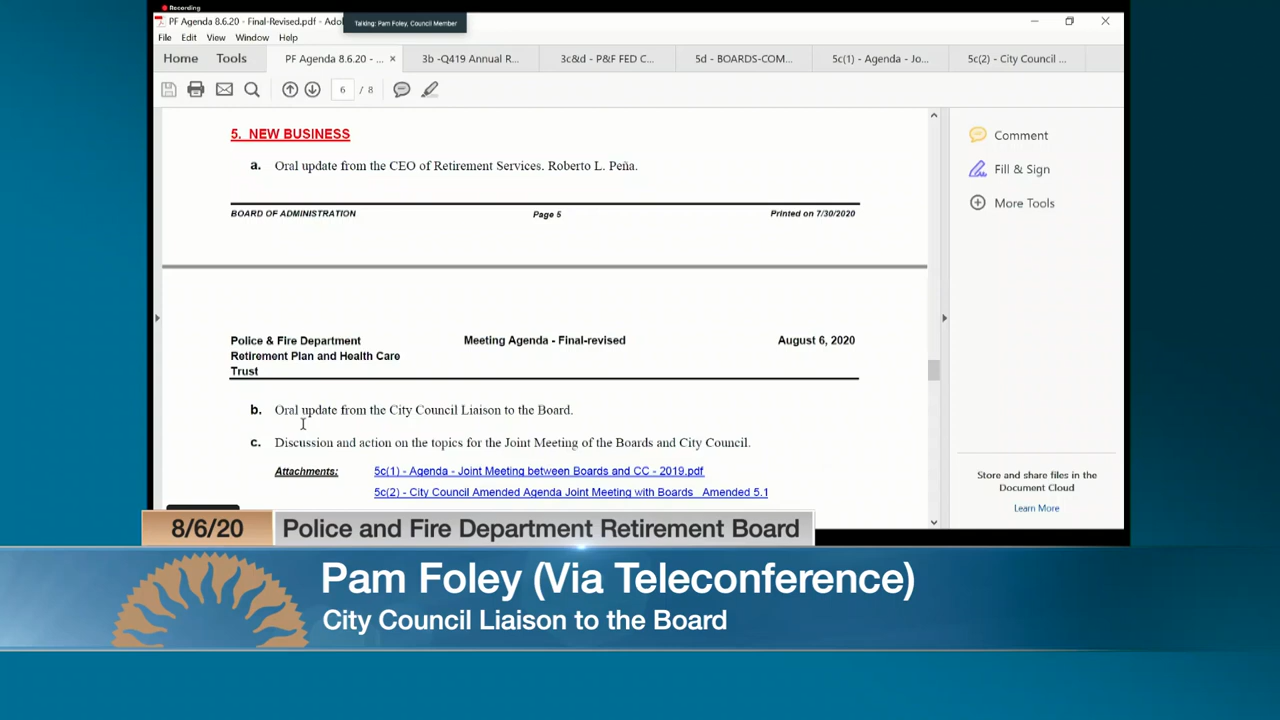 Recording
PF Agenda 8.6.20 - Final-Revised.pdf - Ado
Talking: Pam Foley, Council Member
File Edit View Window Help
Home Tools PF Agenda 8.6.20 - ... × 3b -Q419 Annual R... 3c&d - P&F FED C... 5d - BOARDS-COM... 5c(1) - Agenda - Jo... 5c(2) - City Council ...
6 / 8
5. NEW BUSINESS
a. Oral update from the CEO of Retirement Services. Roberto L. Peña.
BOARD OF ADMINISTRATION Page 5 Printed on 7/30/2020
Comment
Fill & Sign
More Tools
Police & Fire Department Meeting Agenda - Final-revised August 6, 2020
Retirement Plan and Health Care
Trust
b. Oral update from the City Council Liaison to the Board.
c. Discussion and action on the topics for the Joint Meeting of the Boards and City Council.
Attachments: 5c(1) - Agenda - Joint Meeting between Boards and CC - 2019.pdf
5c(2) - City Council Amended Agenda Joint Meeting with Boards Amended 5.1
Store and share files in the
Document Cloud
Learn More
8/6/20 Police and Fire Department Retirement Board
Pam Foley (Via Teleconference)
City Council Liaison to the Board